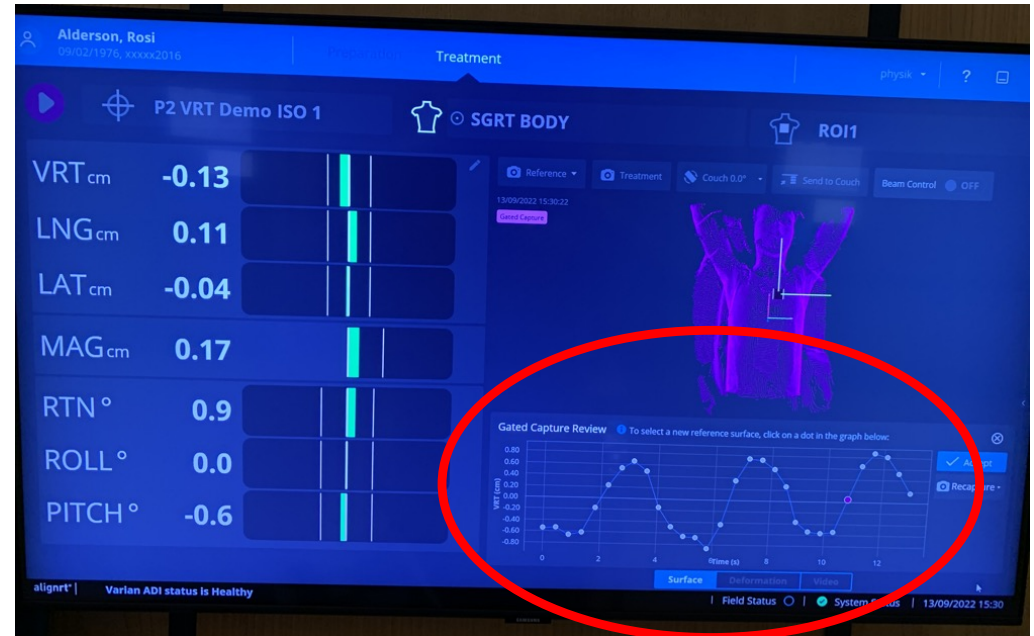 Alderson, Rosi
09/02/1976, xxxxx2016
Treatment
physik
?
P2 VRT Demo ISO 1
SGRT BODY
ROI1
VRT cm -0.13
LNG cm 0.11
LAT cm -0.04
MAG cm 0.17
RTN ° 0.9
ROLL ° 0.0
PITCH ° -0.6
Reference
Treatment
Couch 0.0°
Send to Couch
Beam Control OFF
13/09/2022 15:30:22
Gated Capture
Gated Capture Review To select a new reference surface, click on a dot in the graph below:
Accept
Recapture
VRT (cm)
0.80
0.60
0.40
0.20
0.00
-0.20
-0.40
-0.60
-0.80
0 2 4 6 8 10 12
Time (s)
Surface Deformation Video
alignrt Varian ADI status is Healthy
Field Status System Status 13/09/2022 15:30
SAMSUNG